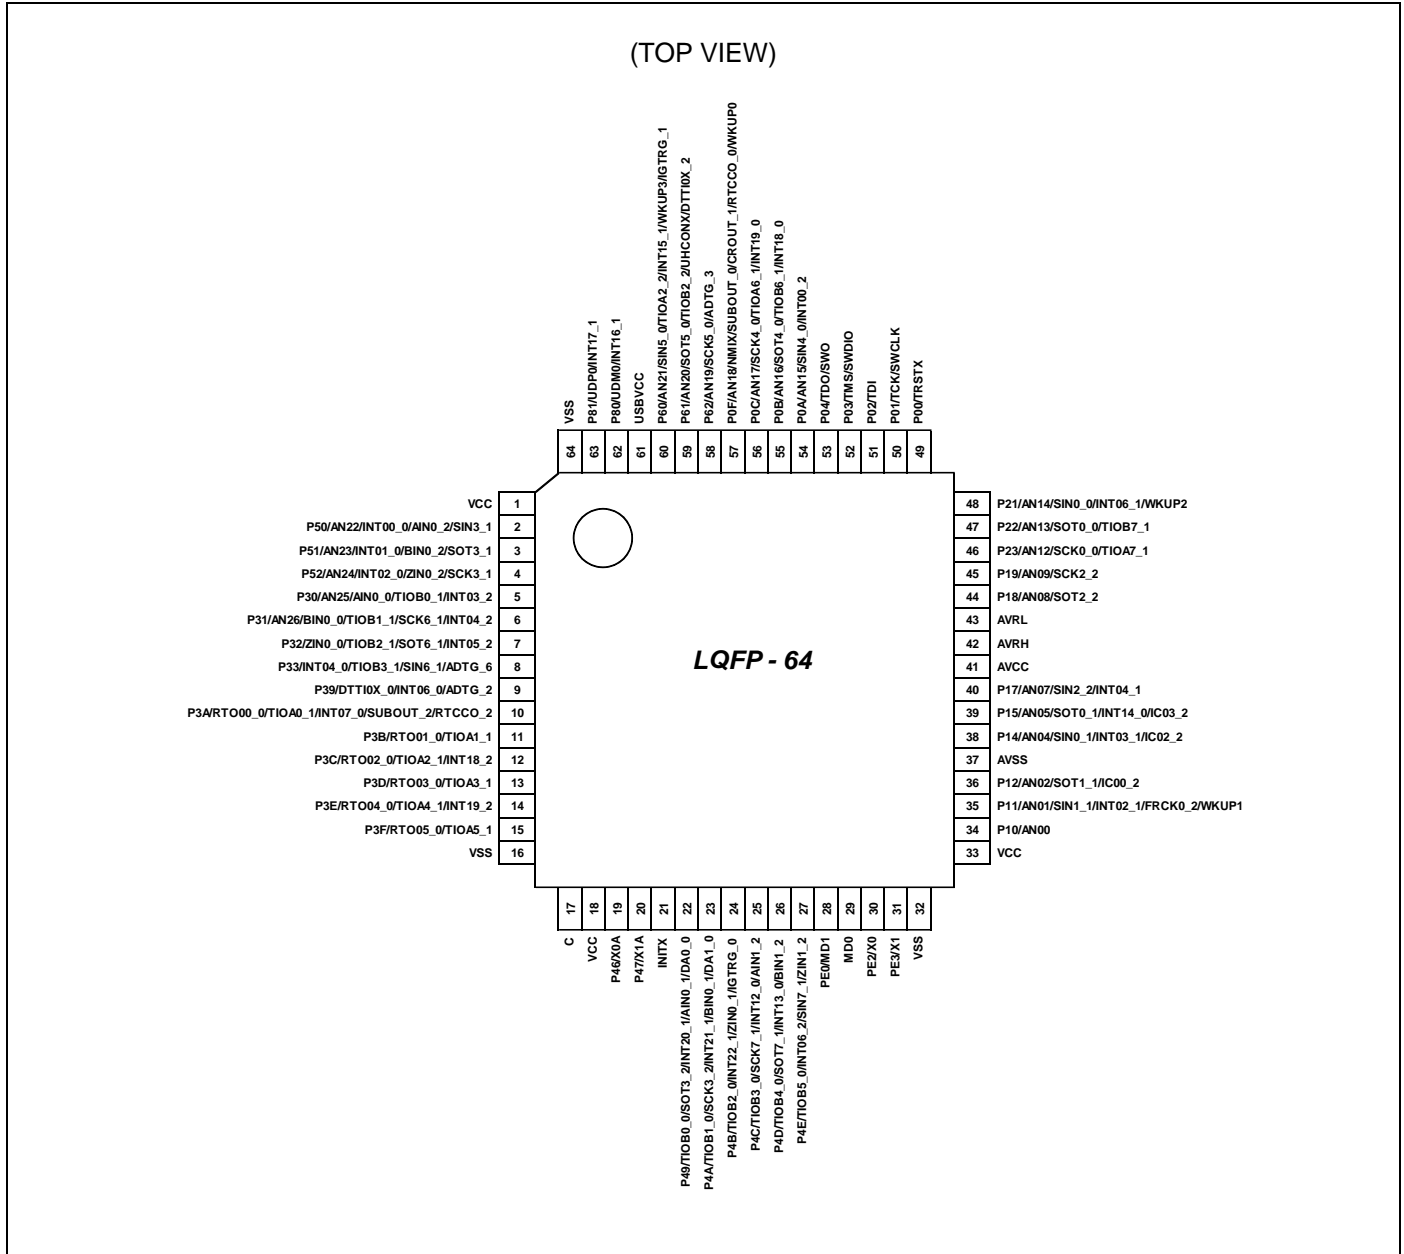 (TOP VIEW)
VSS
P81/UDP0/INT17_1
P80/UDM0/INT16_1
USBVCC
P60/AN21/SIN5_0/TIOA2_2/INT15_1/WKUP3/IGTRG_1
P61/AN20/SOT5_0/TIOB2_2/UHCONX/DTTI0X_2
P62/AN19/SCK5_0/ADTG_3
P0F/AN18/NMIX/SUBOUT_0/CROUT_1/RTCCO_0/WKUP0
P0C/AN17/SCK4_0/TIOA6_1/INT19_0
P0B/AN16/SOT4_0/TIOB6_1/INT18_0
P0A/AN15/SIN4_0/INT00_2
P04/TDO/SWO
P03/TMS/SWDIO
P02/TDI
P01/TCK/SWCLK
P00/TRSTX
64 63 62 61 60 59 58 57 56 55 54 53 52 51 50 49
VCC 1
P50/AN22/INT00_0/AIN0_2/SIN3_1 2
P51/AN23/INT01_0/BIN0_2/SOT3_1 3
P52/AN24/INT02_0/ZIN0_2/SCK3_1 4
P30/AN25/AIN0_0/TIOB0_1/INT03_2 5
P31/AN26/BIN0_0/TIOB1_1/SCK6_1/INT04_2 6
P32/ZIN0_0/TIOB2_1/SOT6_1/INT05_2 7
P33/INT04_0/TIOB3_1/SIN6_1/ADTG_6 8
P39/DTTI0X_0/INT06_0/ADTG_2 9
P3A/RTO00_0/TIOA0_1/INT07_0/SUBOUT_2/RTCCO_2 10
P3B/RTO01_0/TIOA1_1 11
P3C/RTO02_0/TIOA2_1/INT18_2 12
P3D/RTO03_0/TIOA3_1 13
P3E/RTO04_0/TIOA4_1/INT19_2 14
P3F/RTO05_0/TIOA5_1 15
VSS 16
LQFP - 64
48 P21/AN14/SIN0_0/INT06_1/WKUP2
47 P22/AN13/SOT0_0/TIOB7_1
46 P23/AN12/SCK0_0/TIOA7_1
45 P19/AN09/SCK2_2
44 P18/AN08/SOT2_2
43 AVRL
42 AVRH
41 AVCC
40 P17/AN07/SIN2_2/INT04_1
39 P15/AN05/SOT0_1/INT14_0/IC03_2
38 P14/AN04/SIN0_1/INT03_1/IC02_2
37 AVSS
36 P12/AN02/SOT1_1/IC00_2
35 P11/AN01/SIN1_1/INT02_1/FRCK0_2/WKUP1
34 P10/AN00
33 VCC
17 18 19 20 21 22 23 24 25 26 27 28 29 30 31 32
C
VCC
P46/X0A
P47/X1A
INITX
P49/TIOB0_0/SOT3_2/INT20_1/AIN0_1/DA0_0
P4A/TIOB1_0/SCK3_2/INT21_1/BIN0_1/DA1_0
P4B/TIOB2_0/INT22_1/ZIN0_1/IGTRG_0
P4C/TIOB3_0/SCK7_1/INT12_0/AIN1_2
P4D/TIOB4_0/SOT7_1/INT13_0/BIN1_2
P4E/TIOB5_0/INT06_2/SIN7_1/ZIN1_2
PE0/MD1
MD0
PE2/X0
PE3/X1
VSS